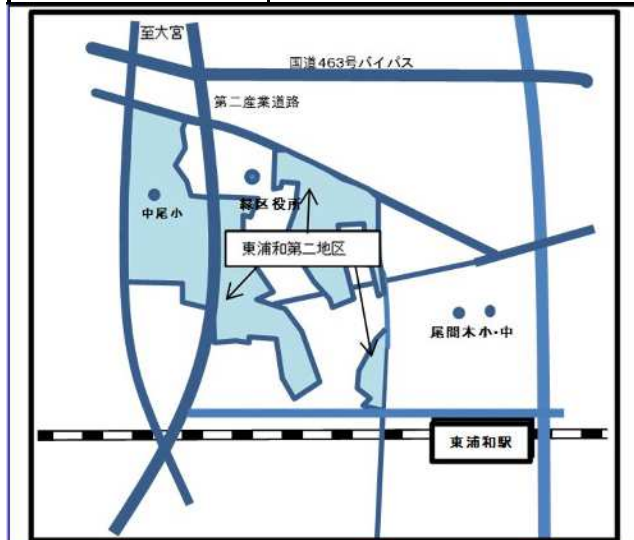 至大宮
国道463号バイパス
第二産業道路
中尾小
緑区役所
東浦和第二地区
尾間木小・中
東浦和駅